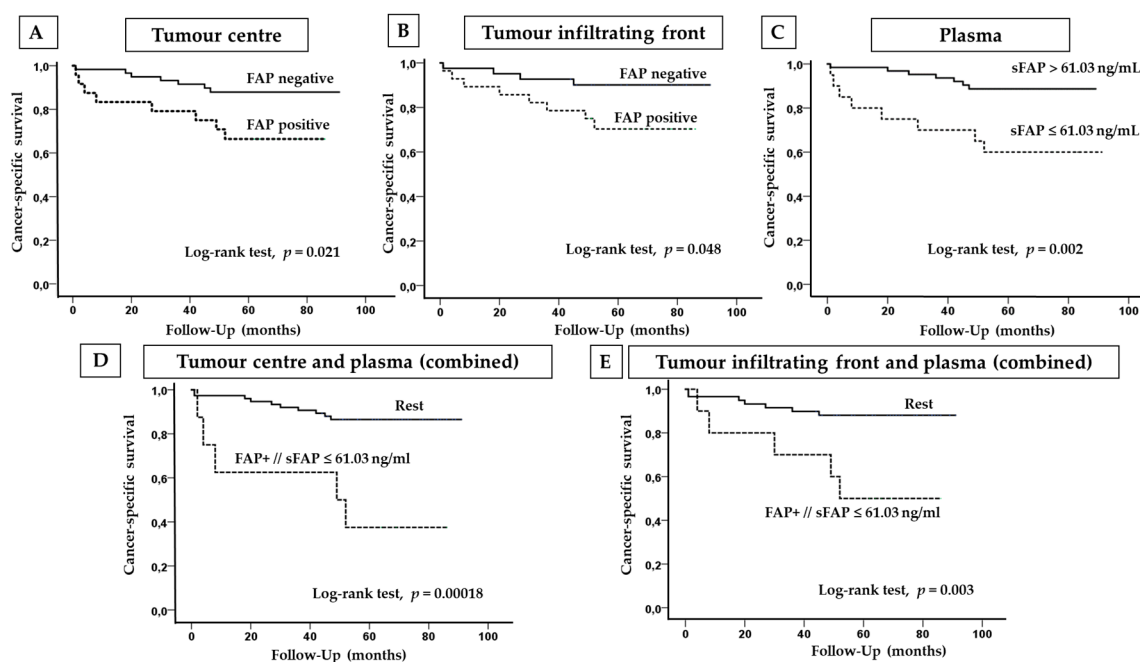 A
Tumour centre
Cancer-specific survival
1,0
0,8
0,6
0,4
0,2
0,0
FAP negative
FAP positive
Log-rank test, p = 0.021
0 20 40 60 80 100
Follow-Up (months)
B
Tumour infiltrating front
Cancer-specific survival
1,0
0,8
0,6
0,4
0,2
0,0
FAP negative
FAP positive
Log-rank test, p = 0.048
0 20 40 60 80 100
Follow-Up (months)
C
Plasma
Cancer-specific survival
1,0
0,8
0,6
0,4
0,2
0,0
sFAP > 61.03 ng/mL
sFAP ≤ 61.03 ng/mL
Log-rank test, p = 0.002
0 20 40 60 80 100
Follow-Up (months)
D
Tumour centre and plasma (combined)
Cancer-specific survival
1,0
0,8
0,6
0,4
0,2
0,0
Rest
FAP+ // sFAP ≤ 61.03 ng/ml
Log-rank test, p = 0.00018
0 20 40 60 80 100
Follow-Up (months)
E
Tumour infiltrating front and plasma (combined)
Cancer-specific survival
1,0
0,8
0,6
0,4
0,2
0,0
Rest
FAP+ // sFAP ≤ 61.03 ng/ml
Log-rank test, p = 0.003
0 20 40 60 80 100
Follow-Up (months)